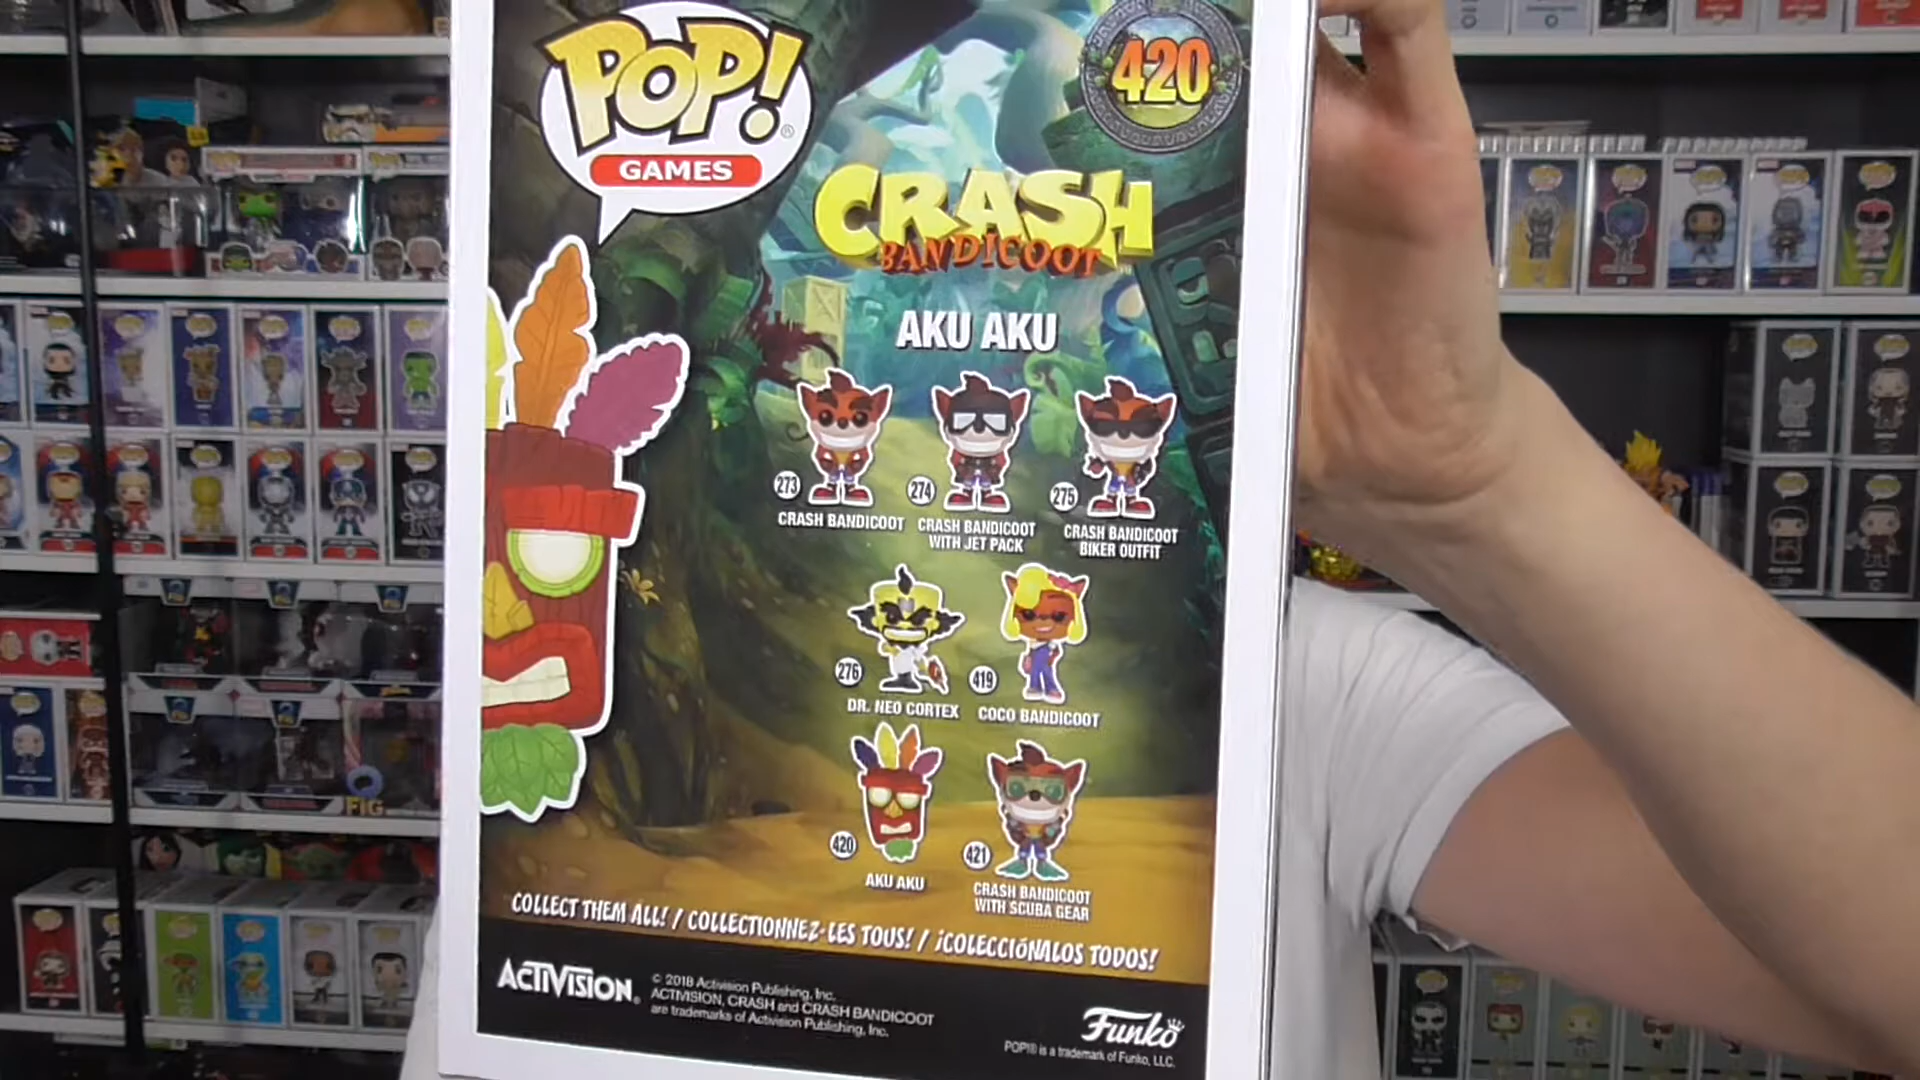 POP!®
GAMES
420
CRASH
BANDICOOT
AKU AKU
273
CRASH BANDICOOT
274
CRASH BANDICOOT
WITH JET PACK
275
CRASH BANDICOOT
BIKER OUTFIT
276
DR. NEO CORTEX
419
COCO BANDICOOT
420
AKU AKU
421
CRASH BANDICOOT
WITH SCUBA GEAR
COLLECT THEM ALL! / COLLECTIONNEZ-LES TOUS! / ¡COLECCIÓNALOS TODOS!
ACTIVISION®
© 2018 Activision Publishing, Inc.
ACTIVISION, CRASH and CRASH BANDICOOT
are trademarks of Activision Publishing, Inc.
Funko
POP!® is a trademark of Funko, LLC.
FIG